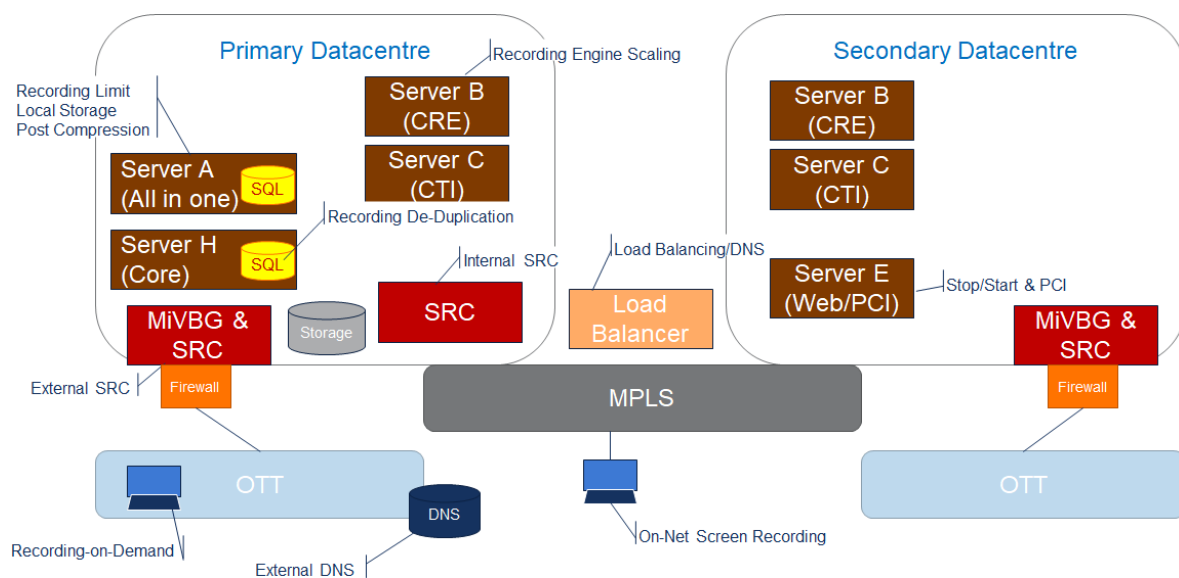 Primary Datacentre
Recording Engine Scaling
Secondary Datacentre
Recording Limit
Local Storage
Post Compression
Server B
(CRE)
Server B
(CRE)
Server A
(All in one)
SQL
Server C
(CTI)
Server C
(CTI)
Recording De-Duplication
Server H
(Core)
SQL
Internal SRC
Load Balancing/DNS
Server E
(Web/PCI)
Stop/Start & PCI
MiVBG &
SRC
Storage
SRC
Load
Balancer
MiVBG &
SRC
External SRC
Firewall
MPLS
Firewall
OTT
OTT
DNS
Recording-on-Demand
On-Net Screen Recording
External DNS